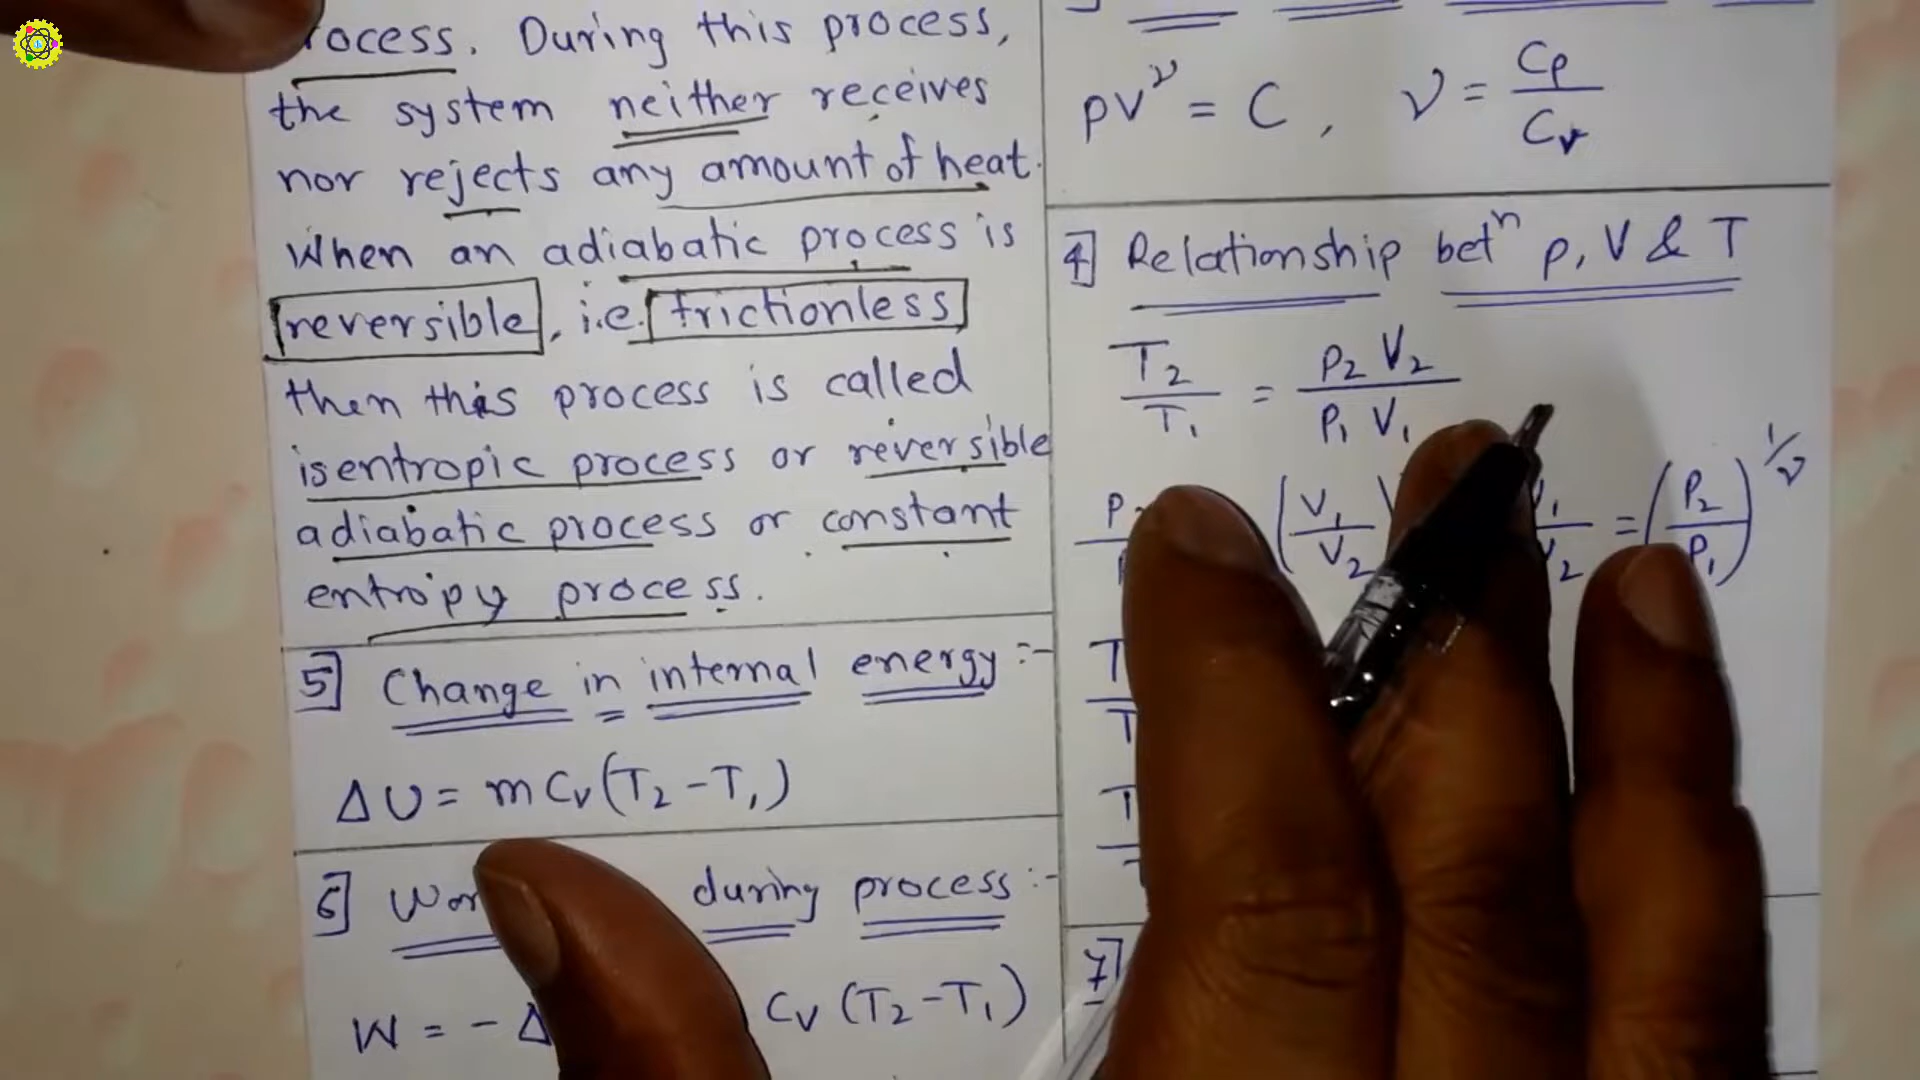 process. During this process,
the system neither receives
nor rejects any amount of heat.
When an adiabatic process is
reversible, i.e. frictionless
then this process is called
isentropic process or reversible
adiabatic process or constant
entropy process.
5] Change in internal energy :-
ΔU = m Cv (T2 - T1)
6] during process :-
W = - Δ Cv (T2 - T1)
pv^γ = C, γ = Cp / Cv
4] Relationship betn p, V & T
T2 / T1 = P2 V2 / P1 V1
P (V1 / V2) = (P2 / P1)^1/γ
T
T
T
7]